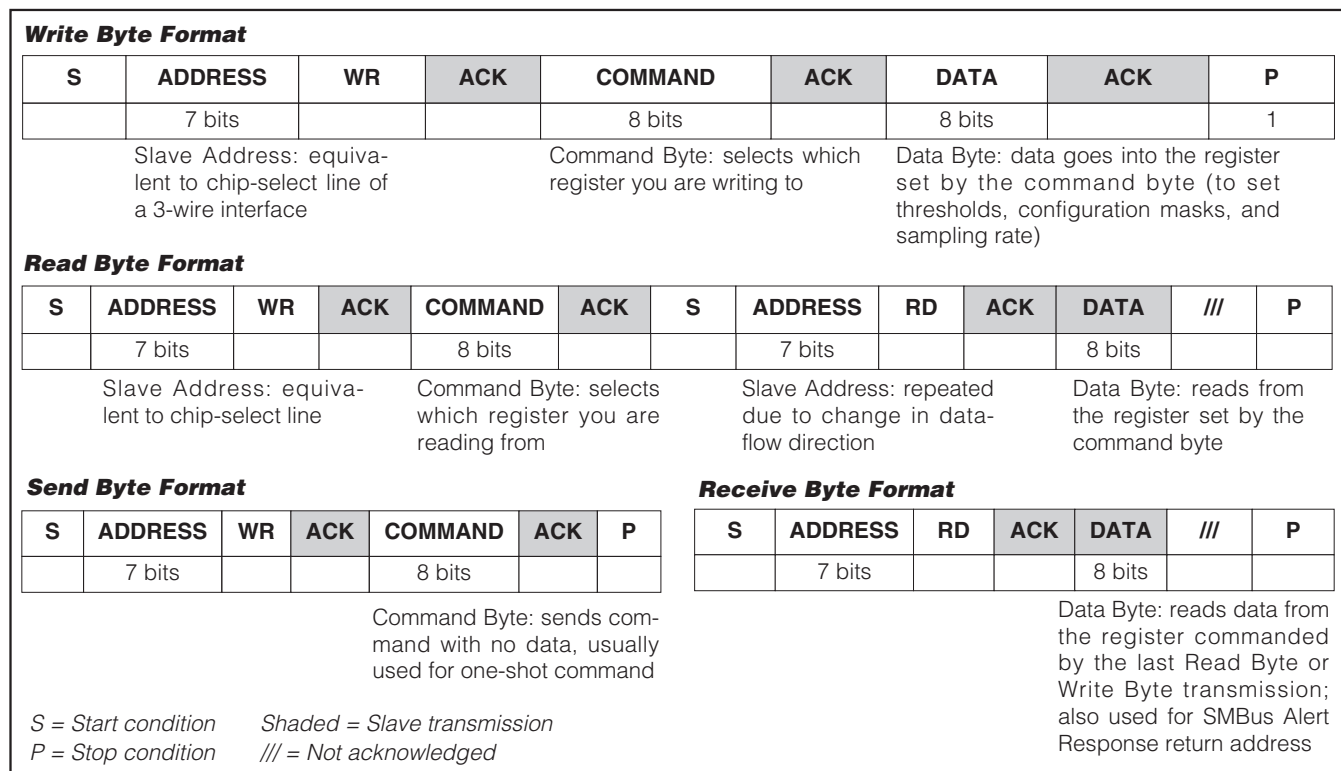 Write Byte Format
S ADDRESS WR ACK COMMAND ACK DATA ACK P
7 bits 8 bits 8 bits 1
Slave Address: equiva-
lent to chip-select line of
a 3-wire interface
Command Byte: selects which
register you are writing to
Data Byte: data goes into the register
set by the command byte (to set
thresholds, configuration masks, and
sampling rate)
Read Byte Format
S ADDRESS WR ACK COMMAND ACK S ADDRESS RD ACK DATA /// P
7 bits 8 bits 7 bits 8 bits
Slave Address: equiva-
lent to chip-select line
Command Byte: selects
which register you are
reading from
Slave Address: repeated
due to change in data-
flow direction
Data Byte: reads from
the register set by the
command byte
Send Byte Format
S ADDRESS WR ACK COMMAND ACK P
7 bits 8 bits
Command Byte: sends com-
mand with no data, usually
used for one-shot command
Receive Byte Format
S ADDRESS RD ACK DATA /// P
7 bits 8 bits
Data Byte: reads data from
the register commanded
by the last Read Byte or
Write Byte transmission;
also used for SMBus Alert
Response return address
S = Start condition Shaded = Slave transmission
P = Stop condition /// = Not acknowledged